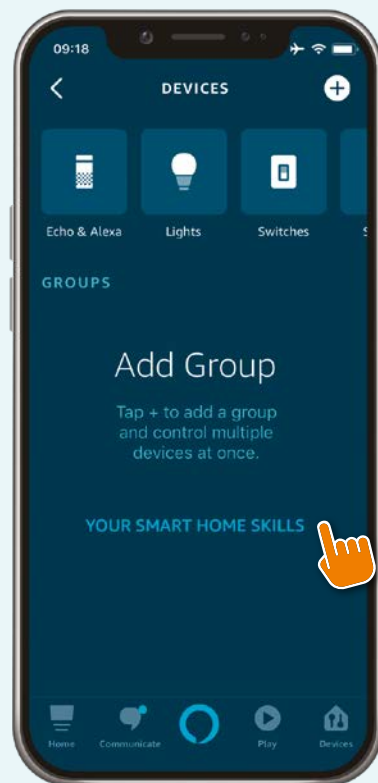 09:18
DEVICES
Echo & Alexa
Lights
Switches
S
GROUPS
Add Group
Tap + to add a group
and control multiple
devices at once.
YOUR SMART HOME SKILLS
Home
Communicate
Play
Devices